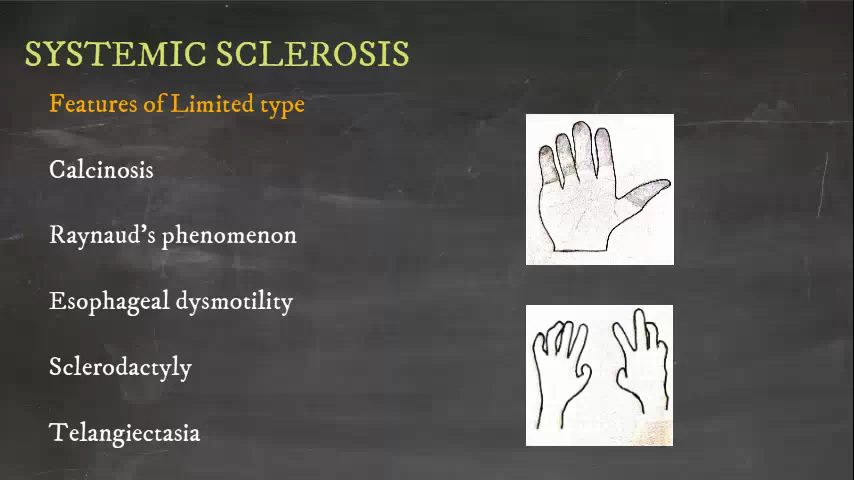 SYSTEMIC SCLEROSIS
Features of Limited type
Calcinosis
Raynaud's phenomenon
Esophageal dysmotility
Sclerodactyly
Telangiectasia